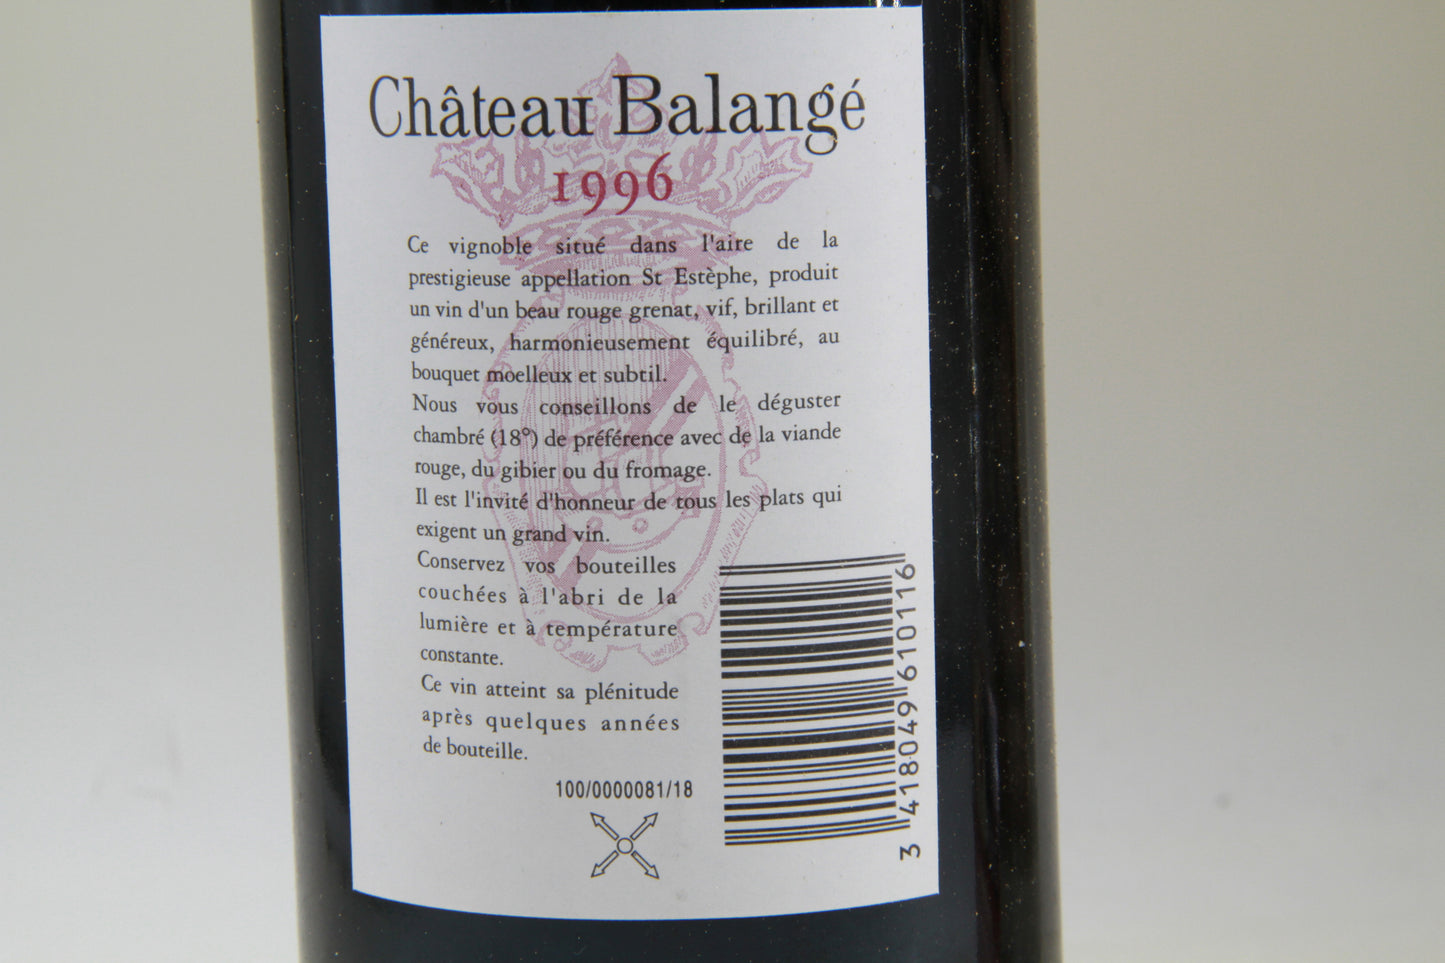 Château Balangé
1996
Ce vignoble situé dans l'aire de la
prestigieuse appellation St Estèphe, produit
un vin d'un beau rouge grenat, vif, brillant et
généreux, harmonieusement équilibré, au
bouquet moelleux et subtil.
Nous vous conseillons de le déguster
chambré (18°) de préférence avec de la viande
rouge, du gibier ou du fromage.
Il est l'invité d'honneur de tous les plats qui
exigent un grand vin.
Conservez vos bouteilles
couchées à l'abri de la
lumière et à température
constante.
Ce vin atteint sa plénitude
après quelques années
de bouteille.
100/0000081/18
3 418049 610116